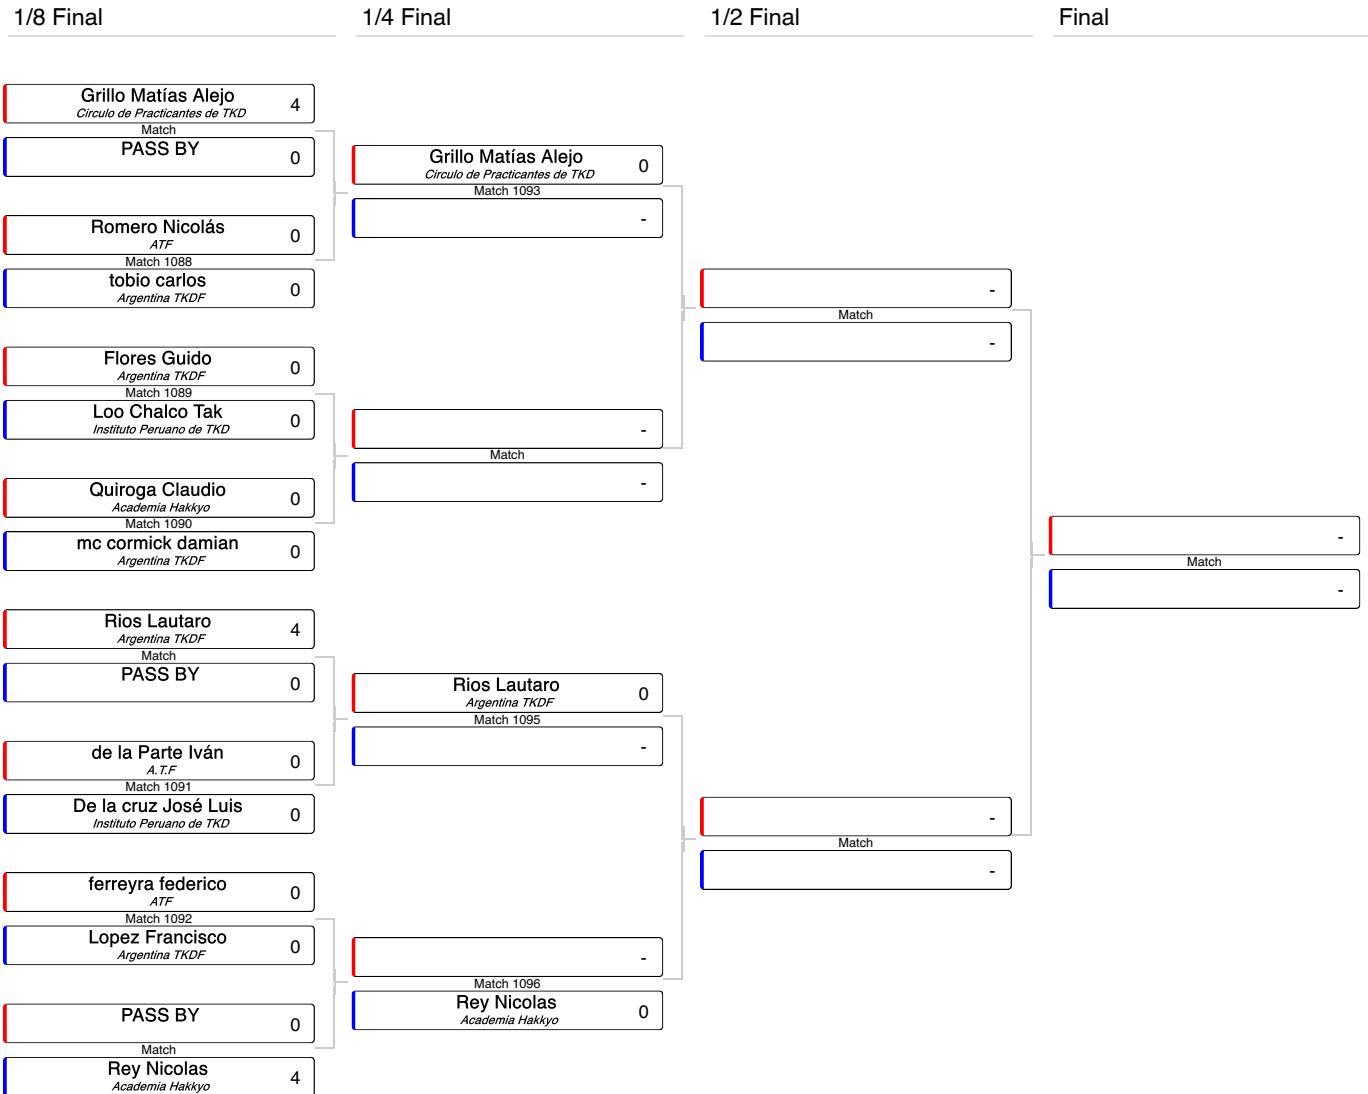 1/8 Final
1/4 Final
1/2 Final
Final
Grillo Matías Alejo 4
Circulo de Practicantes de TKD
Match
PASS BY 0
Romero Nicolás 0
ATF
Match 1088
tobio carlos 0
Argentina TKDF
Flores Guido 0
Argentina TKDF
Match 1089
Loo Chalco Tak 0
Instituto Peruano de TKD
Quiroga Claudio 0
Academia Hakkyo
Match 1090
mc cormick damian 0
Argentina TKDF
Rios Lautaro 4
Argentina TKDF
Match
PASS BY 0
de la Parte Iván 0
A.T.F
Match 1091
De la cruz José Luis 0
Instituto Peruano de TKD
ferreyra federico 0
ATF
Match 1092
Lopez Francisco 0
Argentina TKDF
PASS BY 0
Match
Rey Nicolas 4
Academia Hakkyo
Grillo Matías Alejo 0
Circulo de Practicantes de TKD
Match 1093
-
-
Match
-
Rios Lautaro 0
Argentina TKDF
Match 1095
-
-
Match 1096
Rey Nicolas 0
Academia Hakkyo
-
Match
-
-
Match
-
-
Match
-